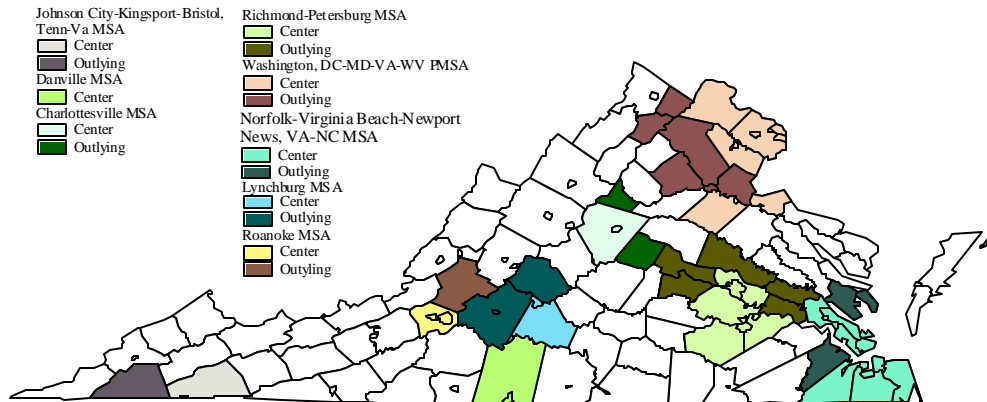 Johnson City-Kingsport-Bristol,
Tenn-Va MSA
Center
Outlying
Danville MSA
Center
Charlottesville MSA
Center
Outlying
Richmond-Petersburg MSA
Center
Outlying
Washington, DC-MD-VA-WV PMSA
Center
Outlying
Norfolk-Virginia Beach-Newport
News, VA-NC MSA
Center
Outlying
Lynchburg MSA
Center
Outlying
Roanoke MSA
Center
Outyling